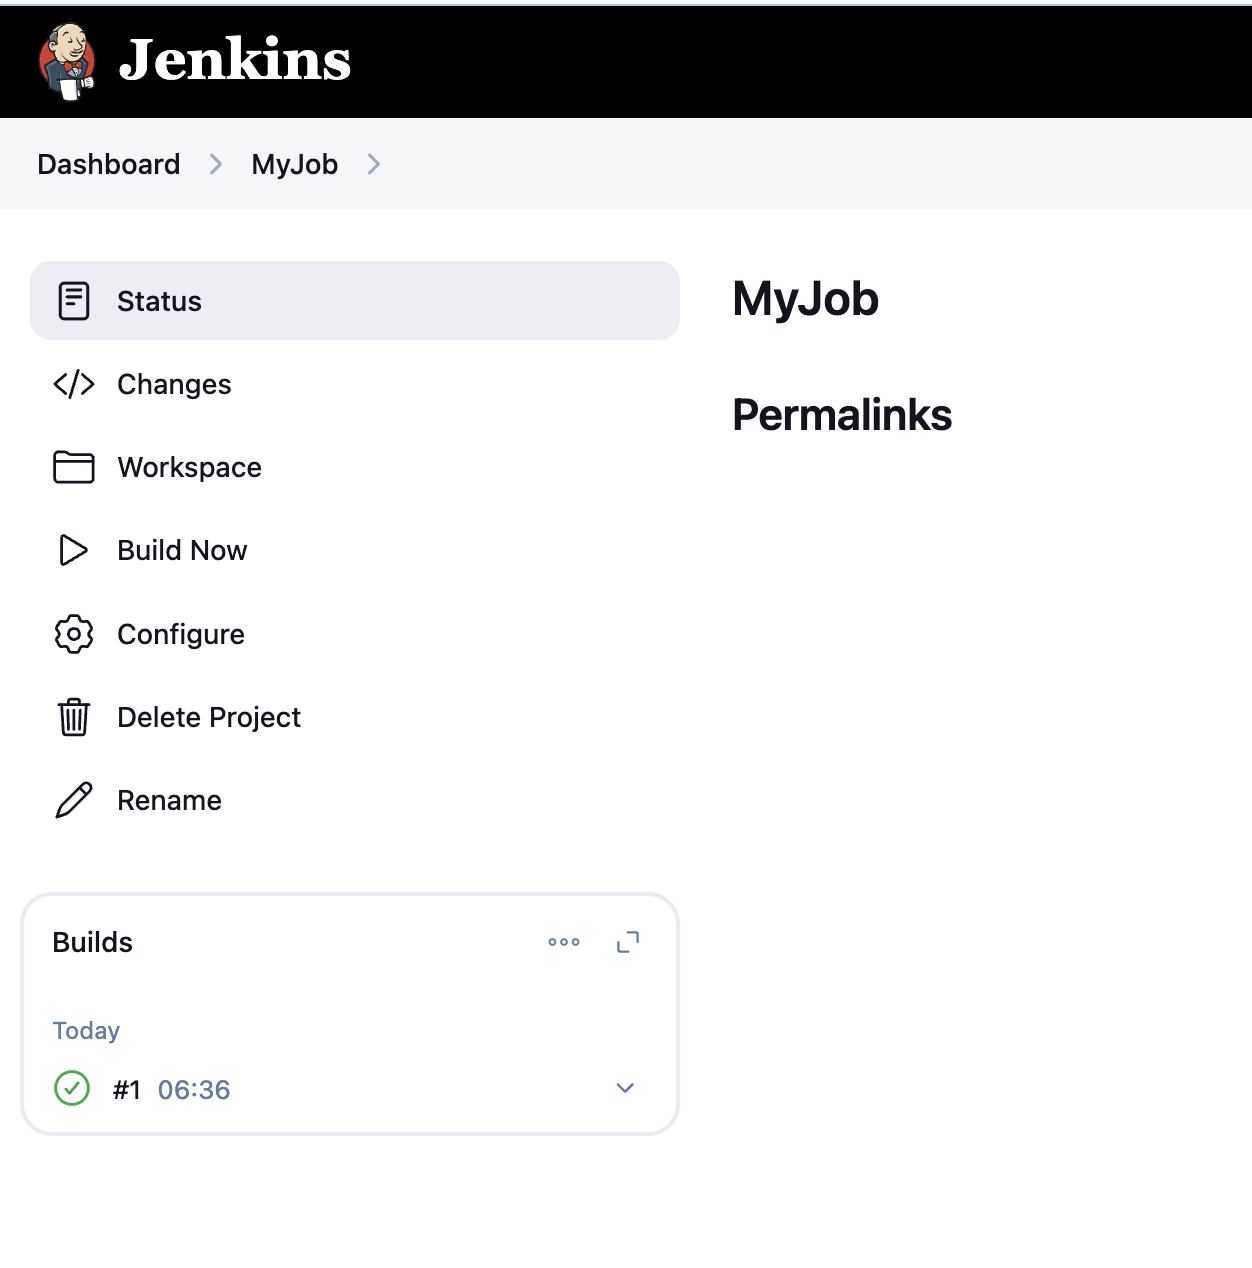 Jenkins
Dashboard
MyJob
Status
Changes
Workspace
Build Now
Configure
Delete Project
Rename
MyJob
Permalinks
Builds
Today
#1 06:36